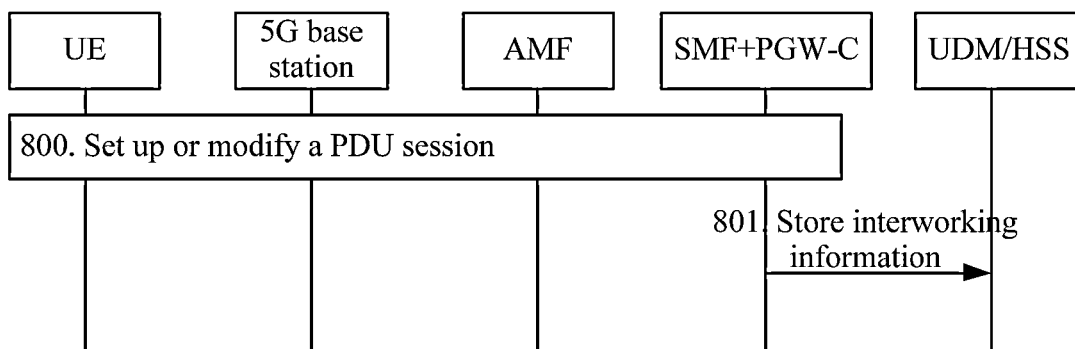 UE
5G base
station
AMF
SMF+PGW-C
UDM/HSS
800. Set up or modify a PDU session
801. Store interworking
information